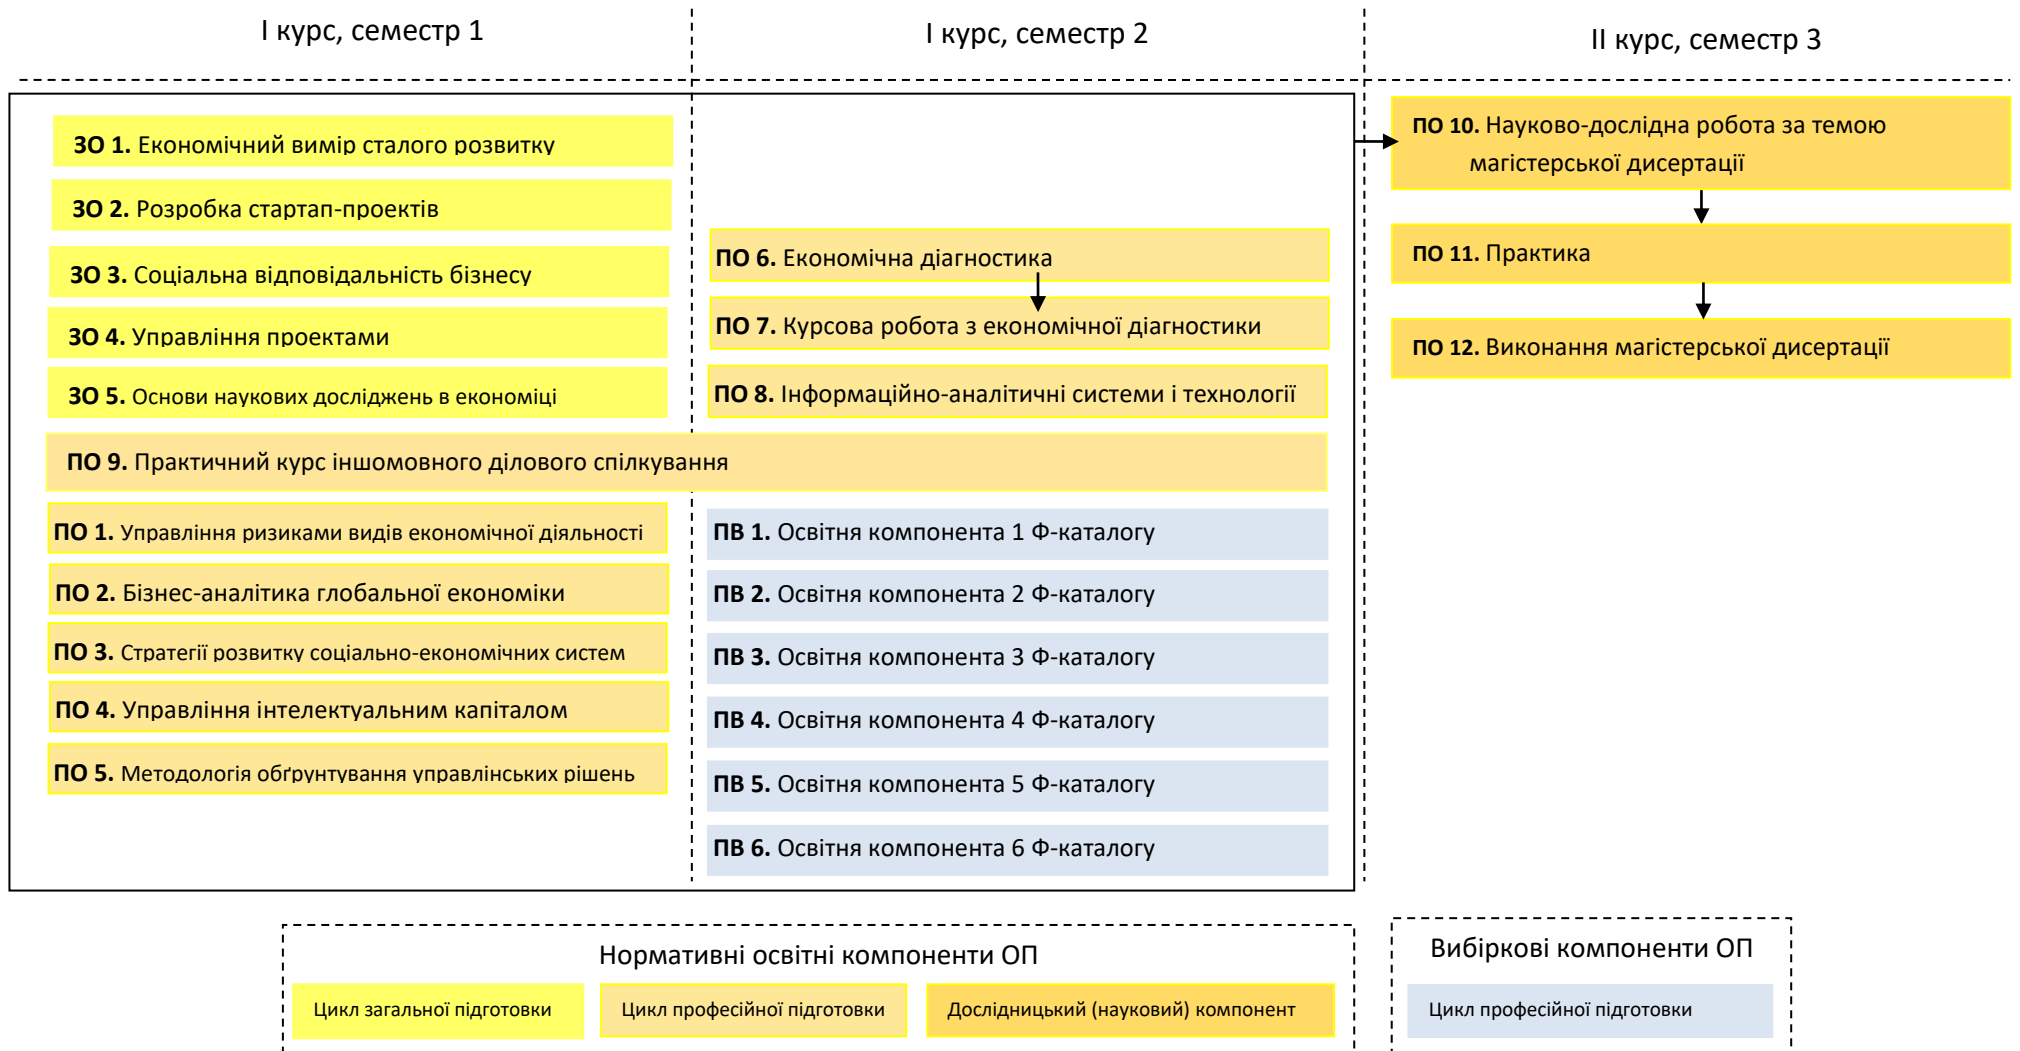 І курс, семестр 1
І курс, семестр 2
ІІ курс, семестр 3
ЗО 1. Економічний вимір сталого розвитку
ЗО 2. Розробка стартап-проектів
ЗО 3. Соціальна відповідальність бізнесу
ЗО 4. Управління проектами
ЗО 5. Основи наукових досліджень в економіці
ПО 9. Практичний курс іншомовного ділового спілкування
ПО 1. Управління ризиками видів економічної діяльності
ПО 2. Бізнес-аналітика глобальної економіки
ПО 3. Стратегії розвитку соціально-економічних систем
ПО 4. Управління інтелектуальним капіталом
ПО 5. Методологія обґрунтування управлінських рішень
ПО 6. Економічна діагностика
ПО 7. Курсова робота з економічної діагностики
ПО 8. Інформаційно-аналітичні системи і технології
ПВ 1. Освітня компонента 1 Ф-каталогу
ПВ 2. Освітня компонента 2 Ф-каталогу
ПВ 3. Освітня компонента 3 Ф-каталогу
ПВ 4. Освітня компонента 4 Ф-каталогу
ПВ 5. Освітня компонента 5 Ф-каталогу
ПВ 6. Освітня компонента 6 Ф-каталогу
ПО 10. Науково-дослідна робота за темою
магістерської дисертації
ПО 11. Практика
ПО 12. Виконання магістерської дисертації
Нормативні освітні компоненти ОП
Цикл загальної підготовки
Цикл професійної підготовки
Дослідницький (науковий) компонент
Вибіркові компоненти ОП
Цикл професійної підготовки